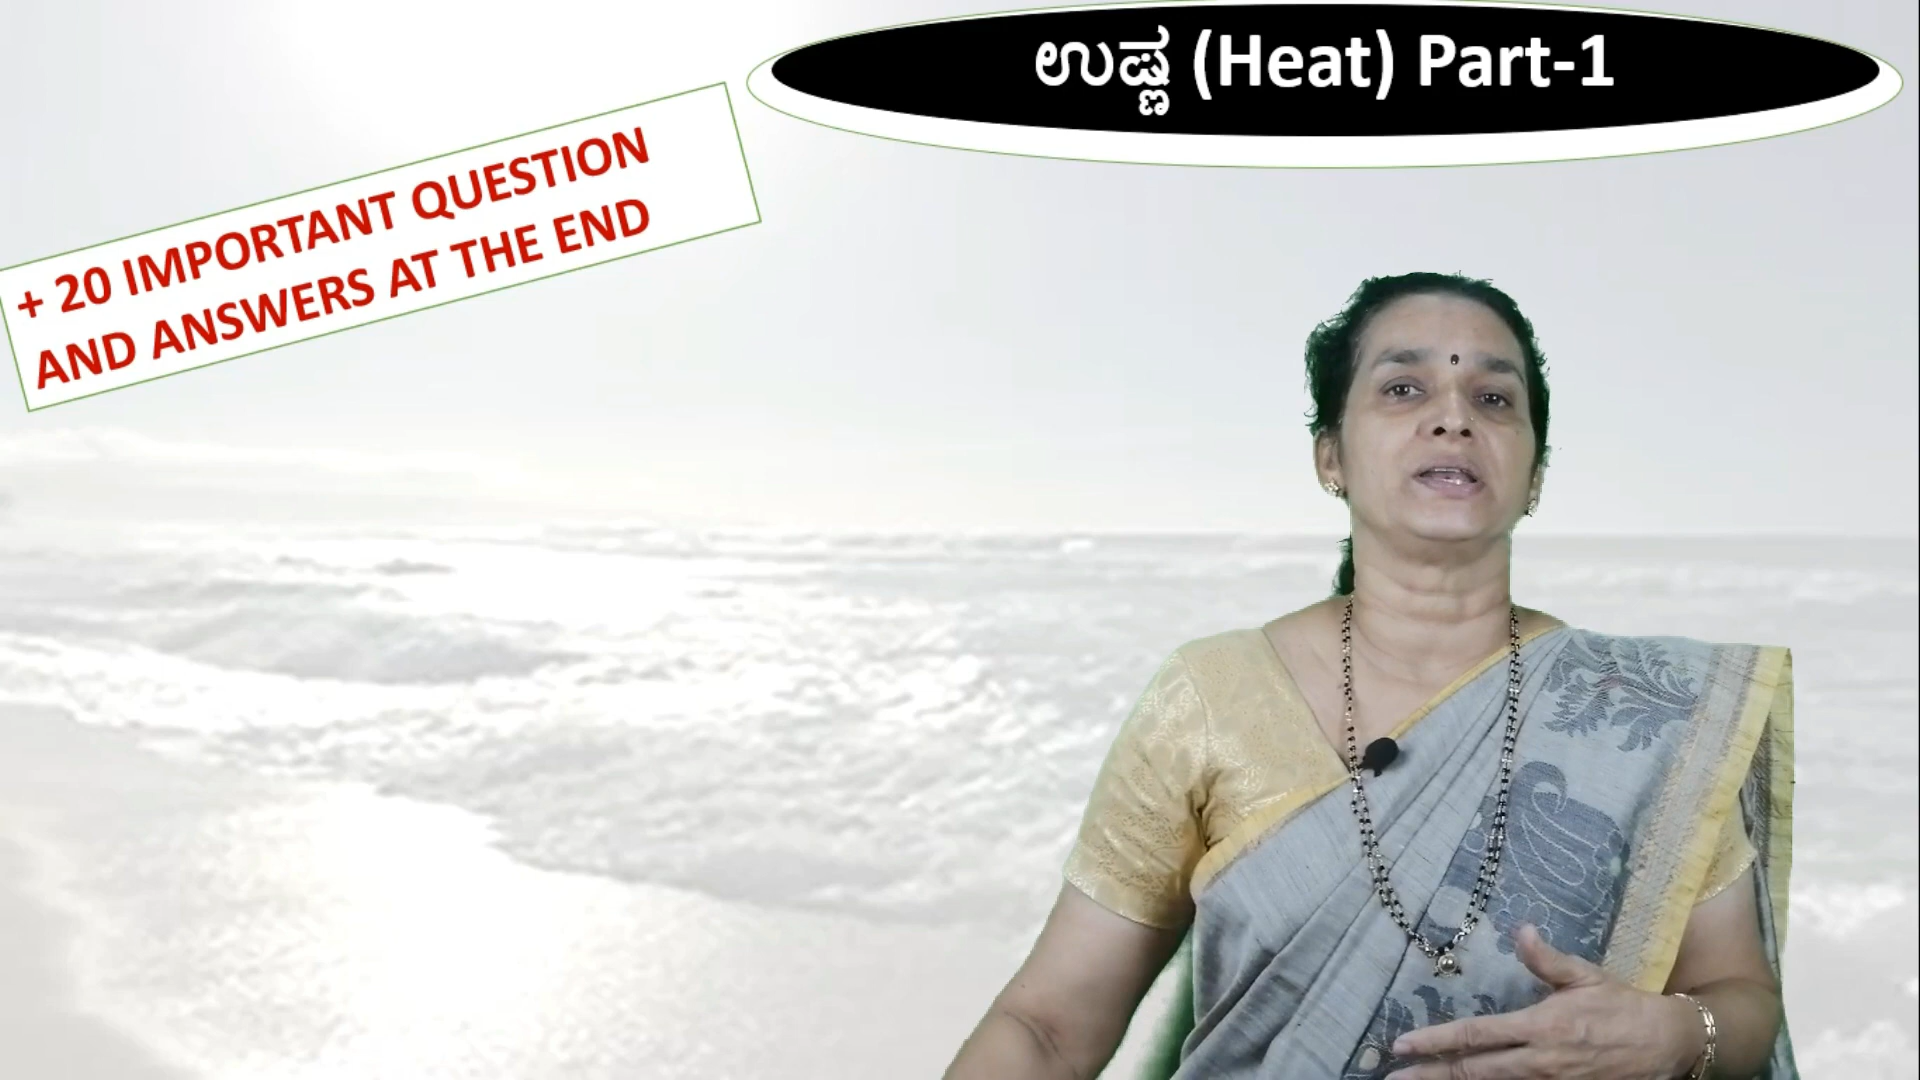 ಉಷ್ಣ (Heat) Part-1
+ 20 IMPORTANT QUESTION
AND ANSWERS AT THE END